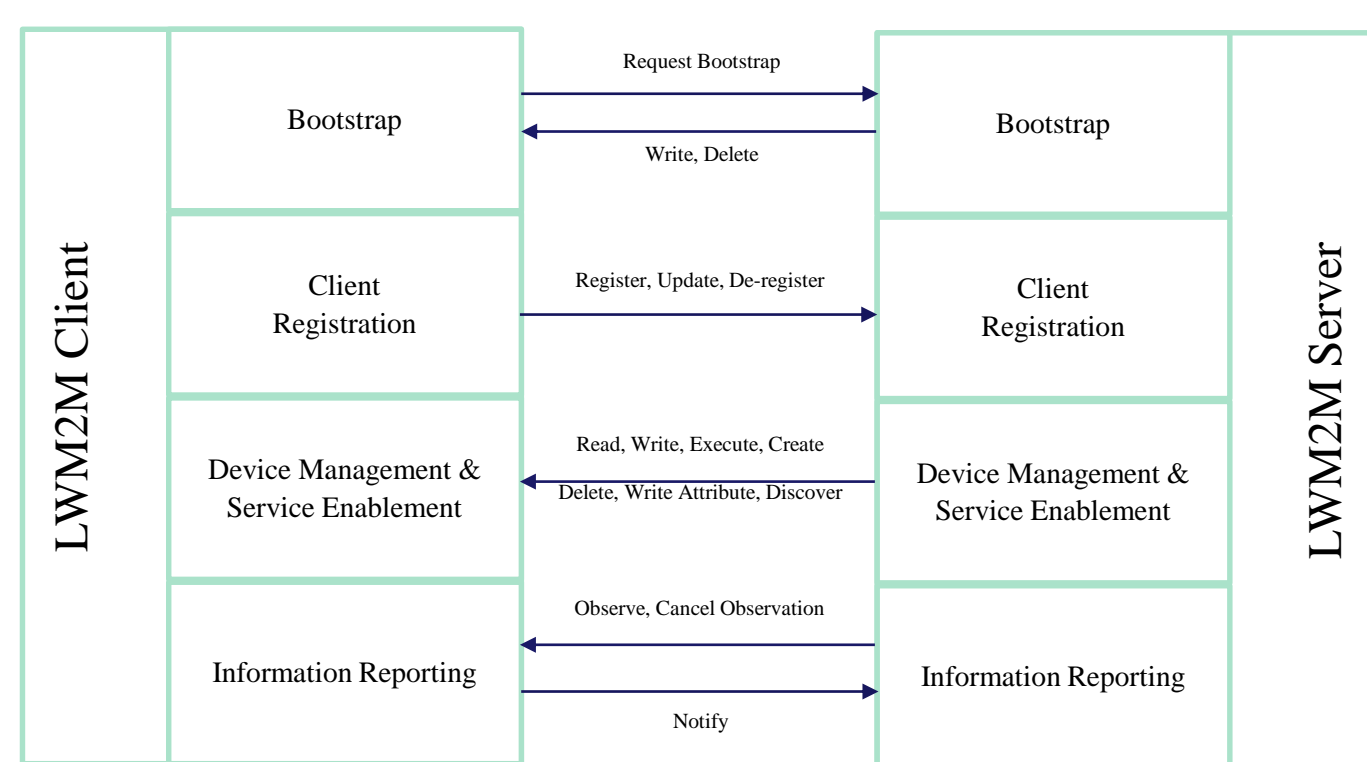 LWM2M Client
Bootstrap
Request Bootstrap
Write, Delete
Bootstrap
Client
Registration
Register, Update, De-register
Client
Registration
Device Management &
Service Enablement
Read, Write, Execute, Create
Delete, Write Attribute, Discover
Device Management &
Service Enablement
Information Reporting
Observe, Cancel Observation
Notify
Information Reporting
LWM2M Server